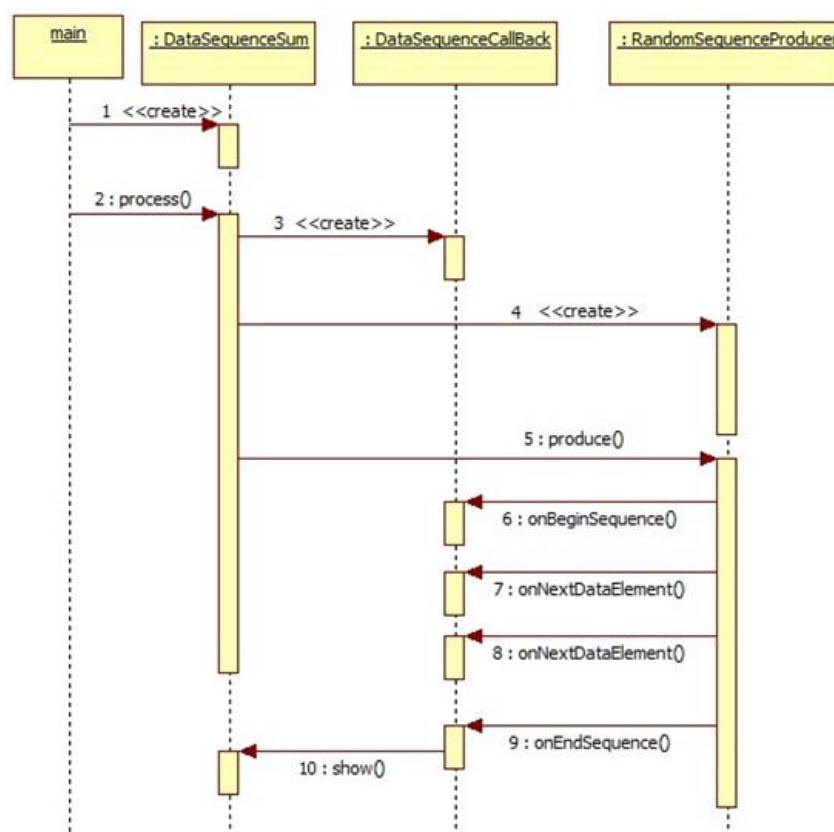 main
: DataSequenceSum
: DataSequenceCallBack
: RandomSequenceProducer
1 <<create>>
2 : process()
3 <<create>>
4 <<create>>
5 : produce()
6 : onBeginSequence()
7 : onNextDataElement()
8 : onNextDataElement()
9 : onEndSequence()
10 : show()